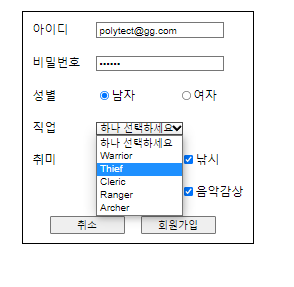 아이디 polytect@gg.com
비밀번호 ••••••
성별 남자 여자
직업 하나 선택하세요
하나 선택하세요
Warrior
취미 낚시
Thief
Cleric
음악감상
Ranger
Archer
취소 회원가입